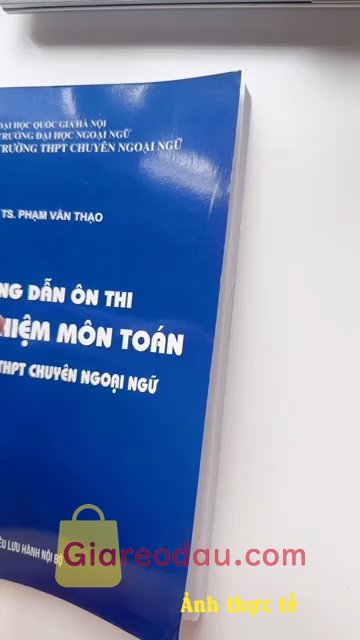 ĐẠI HỌC QUỐC GIA HÀ NỘI
TRƯỜNG ĐẠI HỌC NGOẠI NGỮ
TRƯỜNG THPT CHUYÊN NGOẠI NGỮ
TS. PHẠM VĂN THẠO
NG DẪN ÔN THI
HIỆM MÔN TOÁN
THPT CHUYÊN NGOẠI NGỮ
ỆU LƯU HÀNH NỘI BỘ
Giareodau.com
Ảnh thực tế